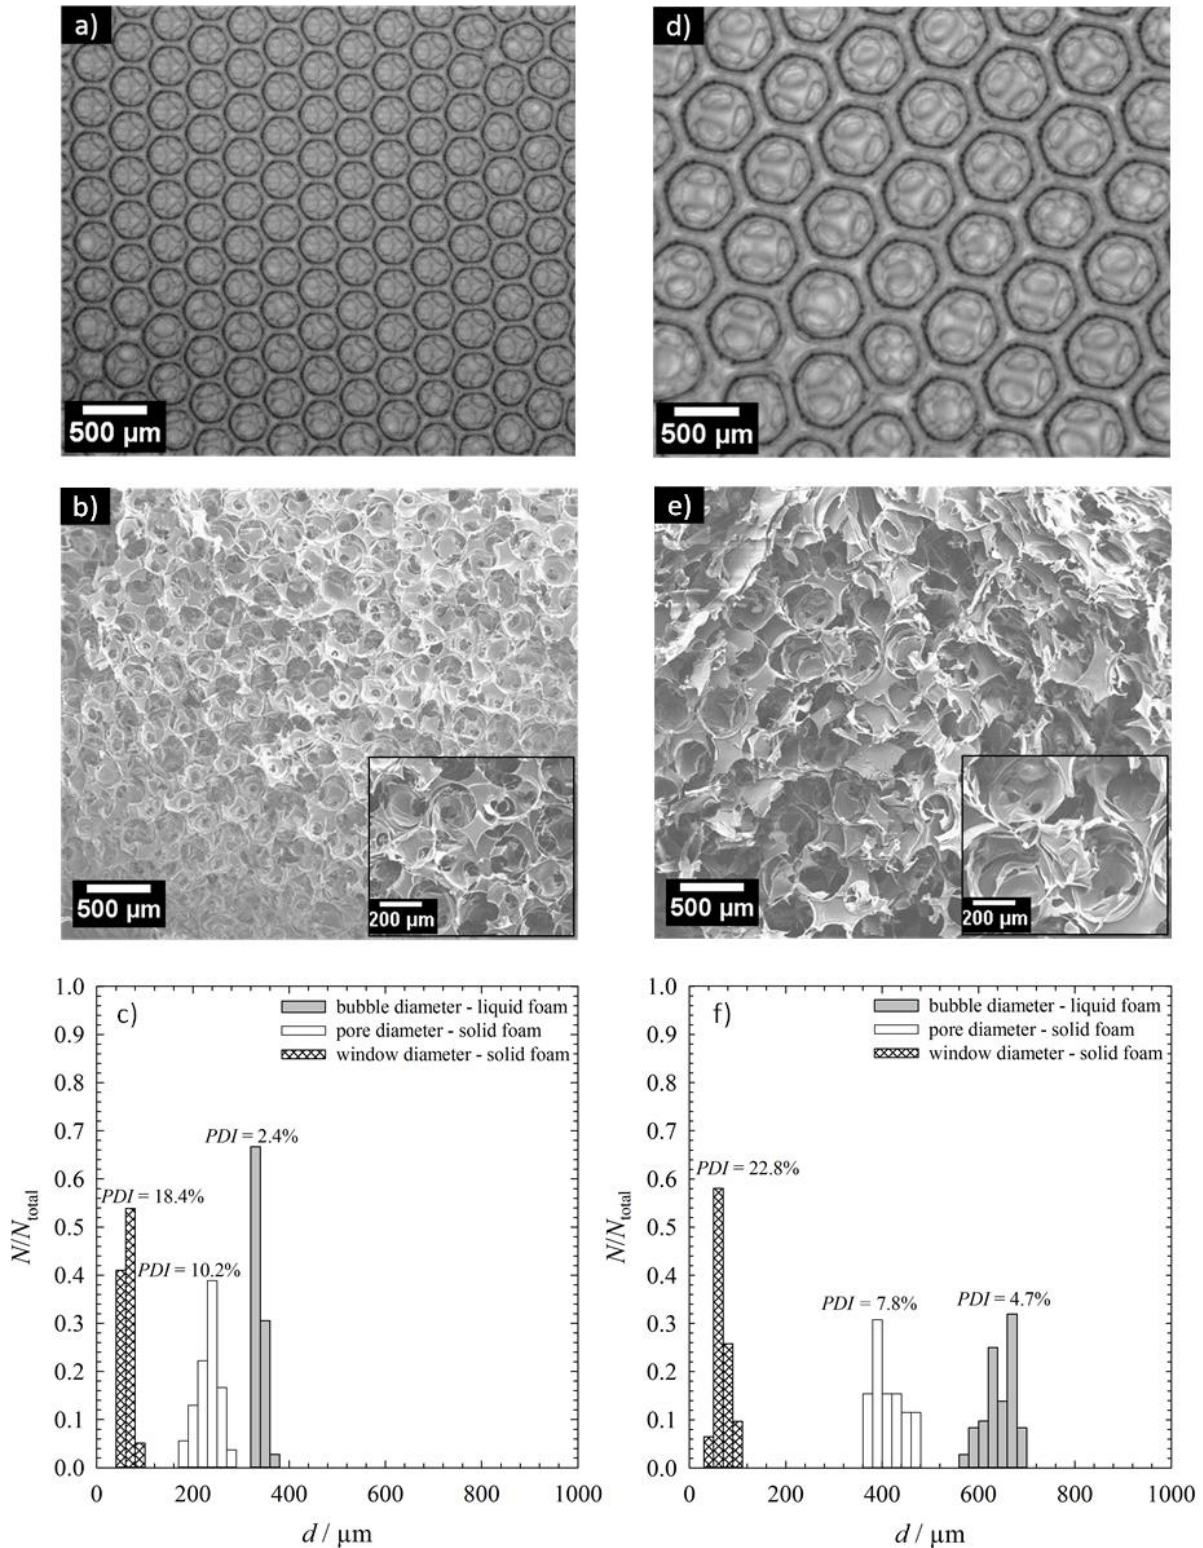 a)
500 µm
d)
500 µm
b)
500 µm
200 µm
e)
500 µm
200 µm
c)
bubble diameter - liquid foam
pore diameter - solid foam
window diameter - solid foam
PDI = 2.4%
PDI = 18.4%
PDI = 10.2%
1.0
0.9
0.8
0.7
0.6
0.5
0.4
0.3
0.2
0.1
0.0
N/Ntotal
0 200 400 600 800 1000
d / µm
f)
bubble diameter - liquid foam
pore diameter - solid foam
window diameter - solid foam
PDI = 22.8%
PDI = 7.8%
PDI = 4.7%
1.0
0.9
0.8
0.7
0.6
0.5
0.4
0.3
0.2
0.1
0.0
N/Ntotal
0 200 400 600 800 1000
d / µm